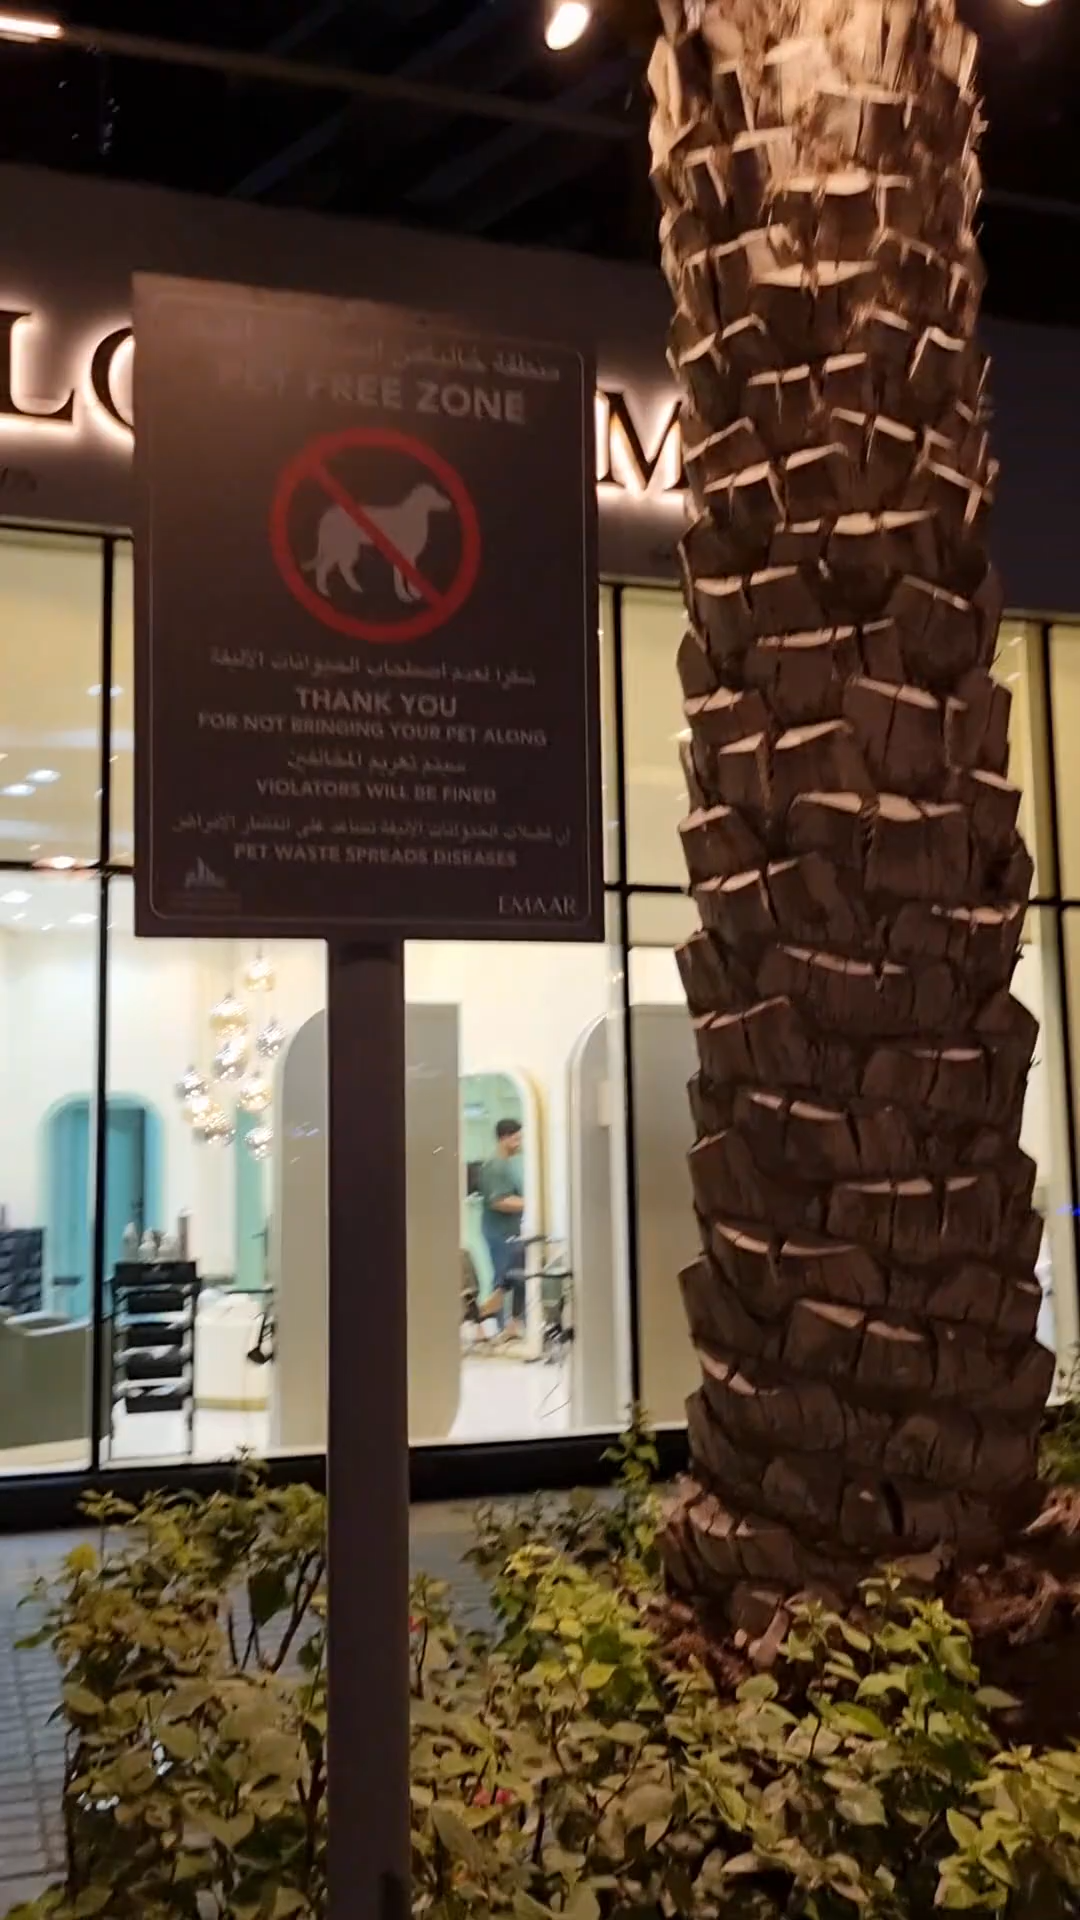 منطقة خالية من
PET FREE ZONE
شكرا لعدم اصطحاب الحيوانات الأليفة
THANK YOU
FOR NOT BRINGING YOUR PET ALONG
سيتم تغريم المخالفين
VIOLATORS WILL BE FINED
إن فضلات الحيوانات الأليفة تساعد على انتشار الأمراض
PET WASTE SPREADS DISEASES
EMAAR
LO
M